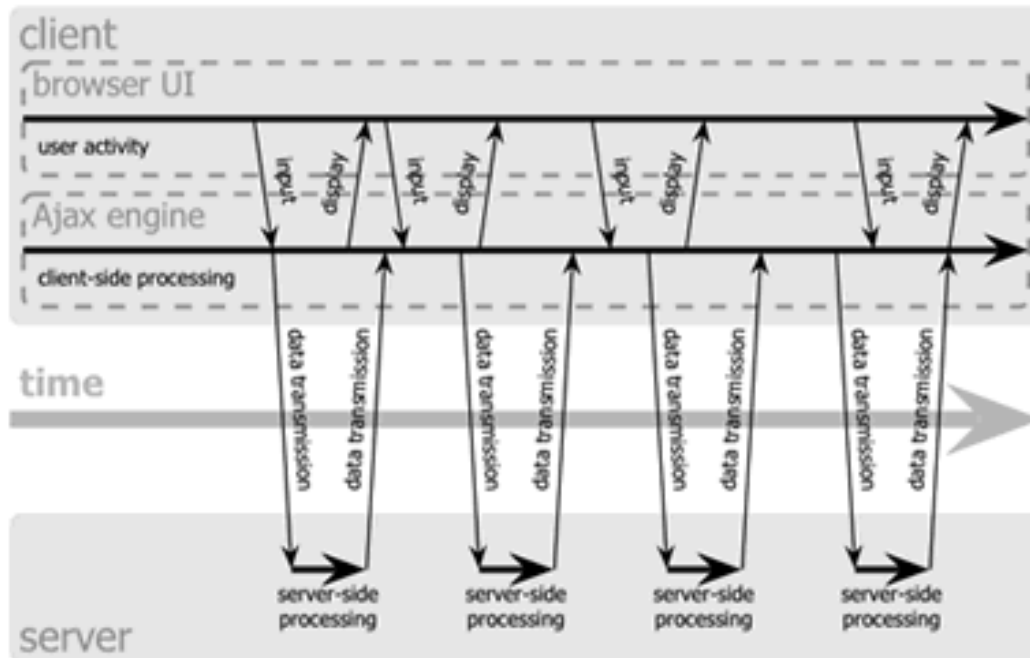 client
browser UI
user activity
input
display
input
display
input
display
input
display
Ajax engine
client-side processing
data transmission
data transmission
data transmission
data transmission
data transmission
data transmission
data transmission
data transmission
time
server-side
processing
server-side
processing
server-side
processing
server-side
processing
server